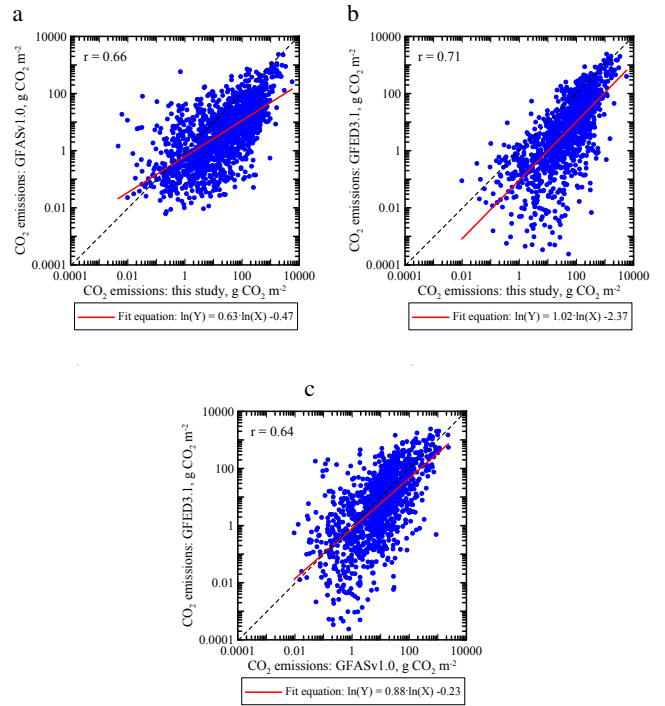 a
r = 0.66
10000
100
1
0.01
0.0001
CO2 emissions: GFASv1.0, g CO2 m-2
0.0001 0.01 1 100 10000
CO2 emissions: this study, g CO2 m-2
Fit equation: ln(Y) = 0.63·ln(X) -0.47
b
r = 0.71
10000
100
1
0.01
0.0001
CO2 emissions: GFED3.1, g CO2 m-2
0.0001 0.01 1 100 10000
CO2 emissions: this study, g CO2 m-2
Fit equation: ln(Y) = 1.02·ln(X) -2.37
c
r = 0.64
10000
100
1
0.01
0.0001
CO2 emissions: GFED3.1, g CO2 m-2
0.0001 0.01 1 100 10000
CO2 emissions: GFASv1.0, g CO2 m-2
Fit equation: ln(Y) = 0.88·ln(X) -0.23